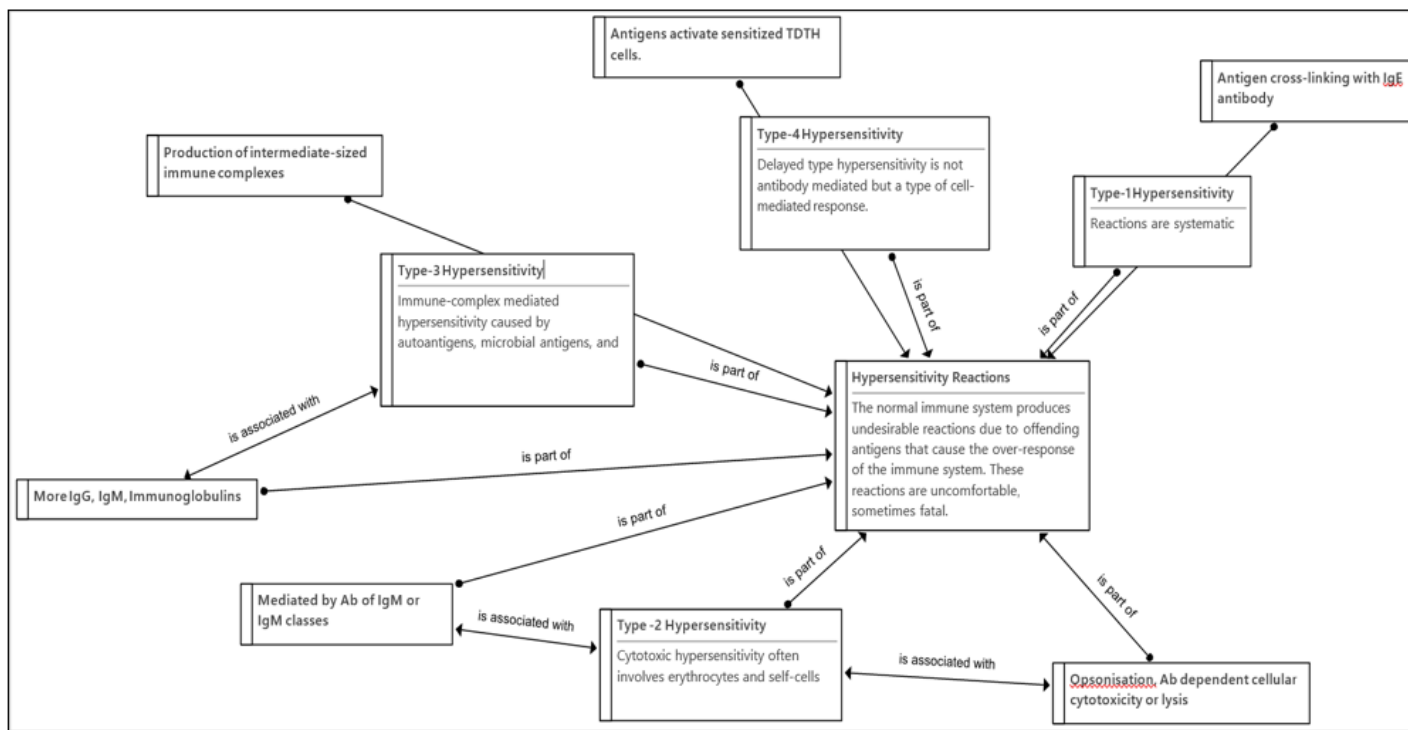 Antigens activate sensitized TDTH
cells.
Antigen cross-linking with IgE
antibody
Production of intermediate-sized
immune complexes
Type-4 Hypersensitivity
Delayed type hypersensitivity is not
antibody mediated but a type of cell-
mediated response.
Type-1 Hypersensitivity
Reactions are systematic
Type-3 Hypersensitivity
Immune-complex mediated
hypersensitivity caused by
autoantigens, microbial antigens, and
is part of
is part of
is part of
Hypersensitivity Reactions
The normal immune system produces
undesirable reactions due to offending
antigens that cause the over-response
of the immune system. These
reactions are uncomfortable,
sometimes fatal.
is associated with
is part of
More IgG, IgM, Immunoglobulins
is part of
Mediated by Ab of IgM or
IgM classes
is associated with
is part of
is part of
Type -2 Hypersensitivity
Cytotoxic hypersensitivity often
involves erythrocytes and self-cells
is associated with
Opsonisation, Ab dependent cellular
cytotoxicity or lysis